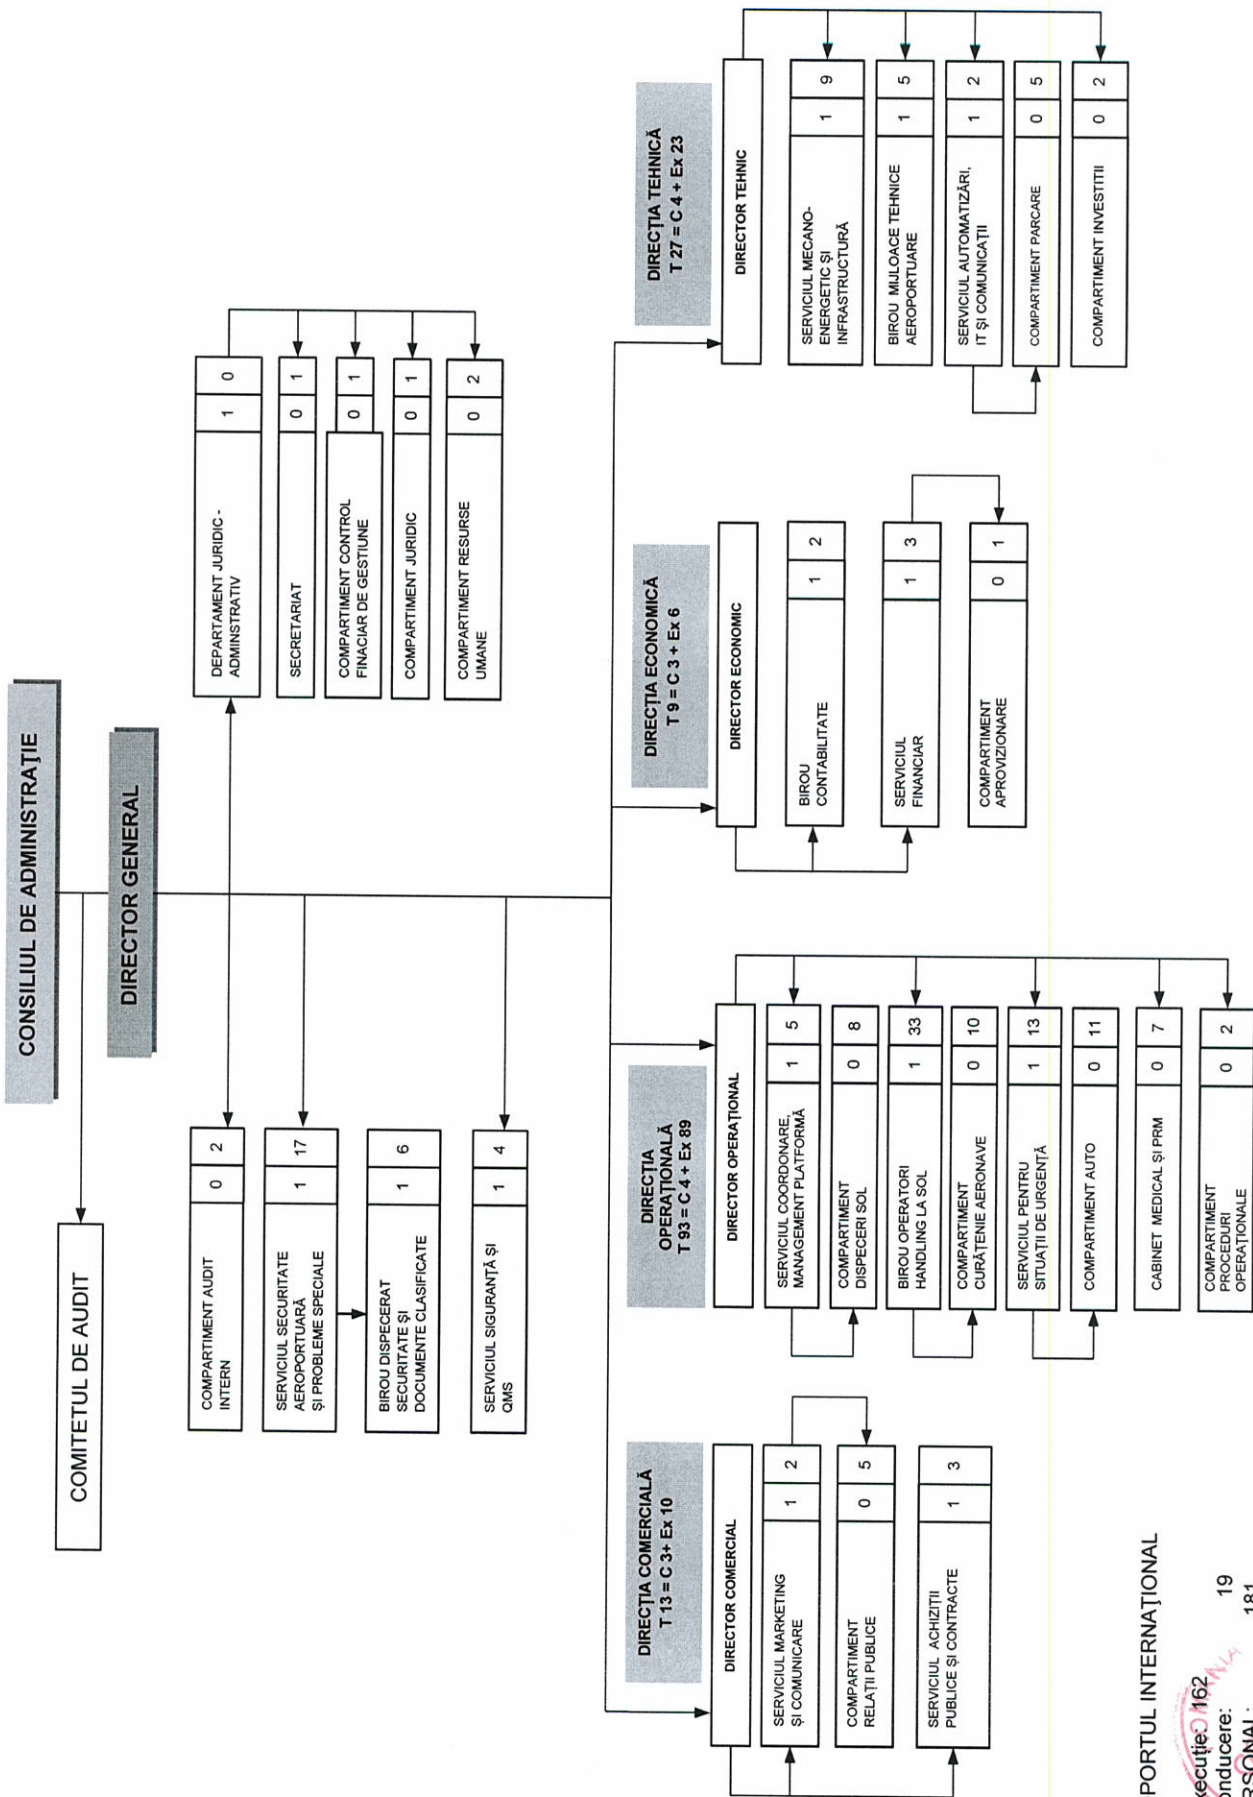 CONSILIUL DE ADMINISTRAȚIE
COMITETUL DE AUDIT
DIRECTOR GENERAL
COMPARTIMENT AUDIT
INTERN
0
2
SERVICIUL SECURITATE
AEROPORTUARĂ
ȘI PROBLEME SPECIALE
1
17
BIROU DISPECERAT
SECURITATE ȘI
DOCUMENTE CLASIFICATE
1
6
SERVICIUL SIGURANȚĂ ȘI
QMS
1
4
DEPARTAMENT JURIDIC -
ADMINSTRATIV
1
0
SECRETARIAT
0
1
COMPARTIMENT CONTROL
FINACIAR DE GESTIUNE
0
1
COMPARTIMENT JURIDIC
0
1
COMPARTIMENT RESURSE
UMANE
0
2
DIRECȚIA COMERCIALĂ
T 13 = C 3+ Ex 10
DIRECTOR COMERCIAL
SERVICIUL MARKETING
ȘI COMUNICARE
1
2
COMPARTIMENT
RELAȚII PUBLICE
0
5
SERVICIUL ACHIZIȚII
PUBLICE ȘI CONTRACTE
1
3
DIRECȚIA
OPERAȚIONALĂ
T 93 = C 4 + Ex 89
DIRECTOR OPERAȚIONAL
SERVICIUL COORDONARE,
MANAGEMENT PLATFORMĂ
1
5
COMPARTIMENT
DISPECERI SOL
0
8
BIROU OPERATORI
HANDLING LA SOL
1
33
COMPARTIMENT
CURĂȚENIE AERONAVE
0
10
SERVICIUL PENTRU
SITUAȚII DE URGENȚĂ
1
13
COMPARTIMENT AUTO
0
11
CABINET MEDICAL ȘI PRM
0
7
COMPARTIMENT
PROCEDURI
OPERAȚIONALE
0
2
DIRECȚIA ECONOMICĂ
T 9 = C 3 + Ex 6
DIRECTOR ECONOMIC
BIROU
CONTABILITATE
1
2
SERVICIUL
FINANCIAR
1
3
COMPARTIMENT
APROVIZIONARE
0
1
DIRECȚIA TEHNICĂ
T 27 = C 4 + Ex 23
DIRECTOR TEHNIC
SERVICIUL MECANO-
ENERGETIC ȘI
INFRASTRUCTURĂ
1
9
BIROU MIJLOACE TEHNICE
AEROPORTUARE
1
5
SERVICIUL AUTOMATIZĂRI,
IT ȘI COMUNICAȚII
1
2
COMPARTIMENT PARCARE
0
5
COMPARTIMENT INVESTITII
0
2
PORTUL INTERNAȚIONAL
xecuție: 162
onducere: 19
RSONAL: 181
ROMÂNIA